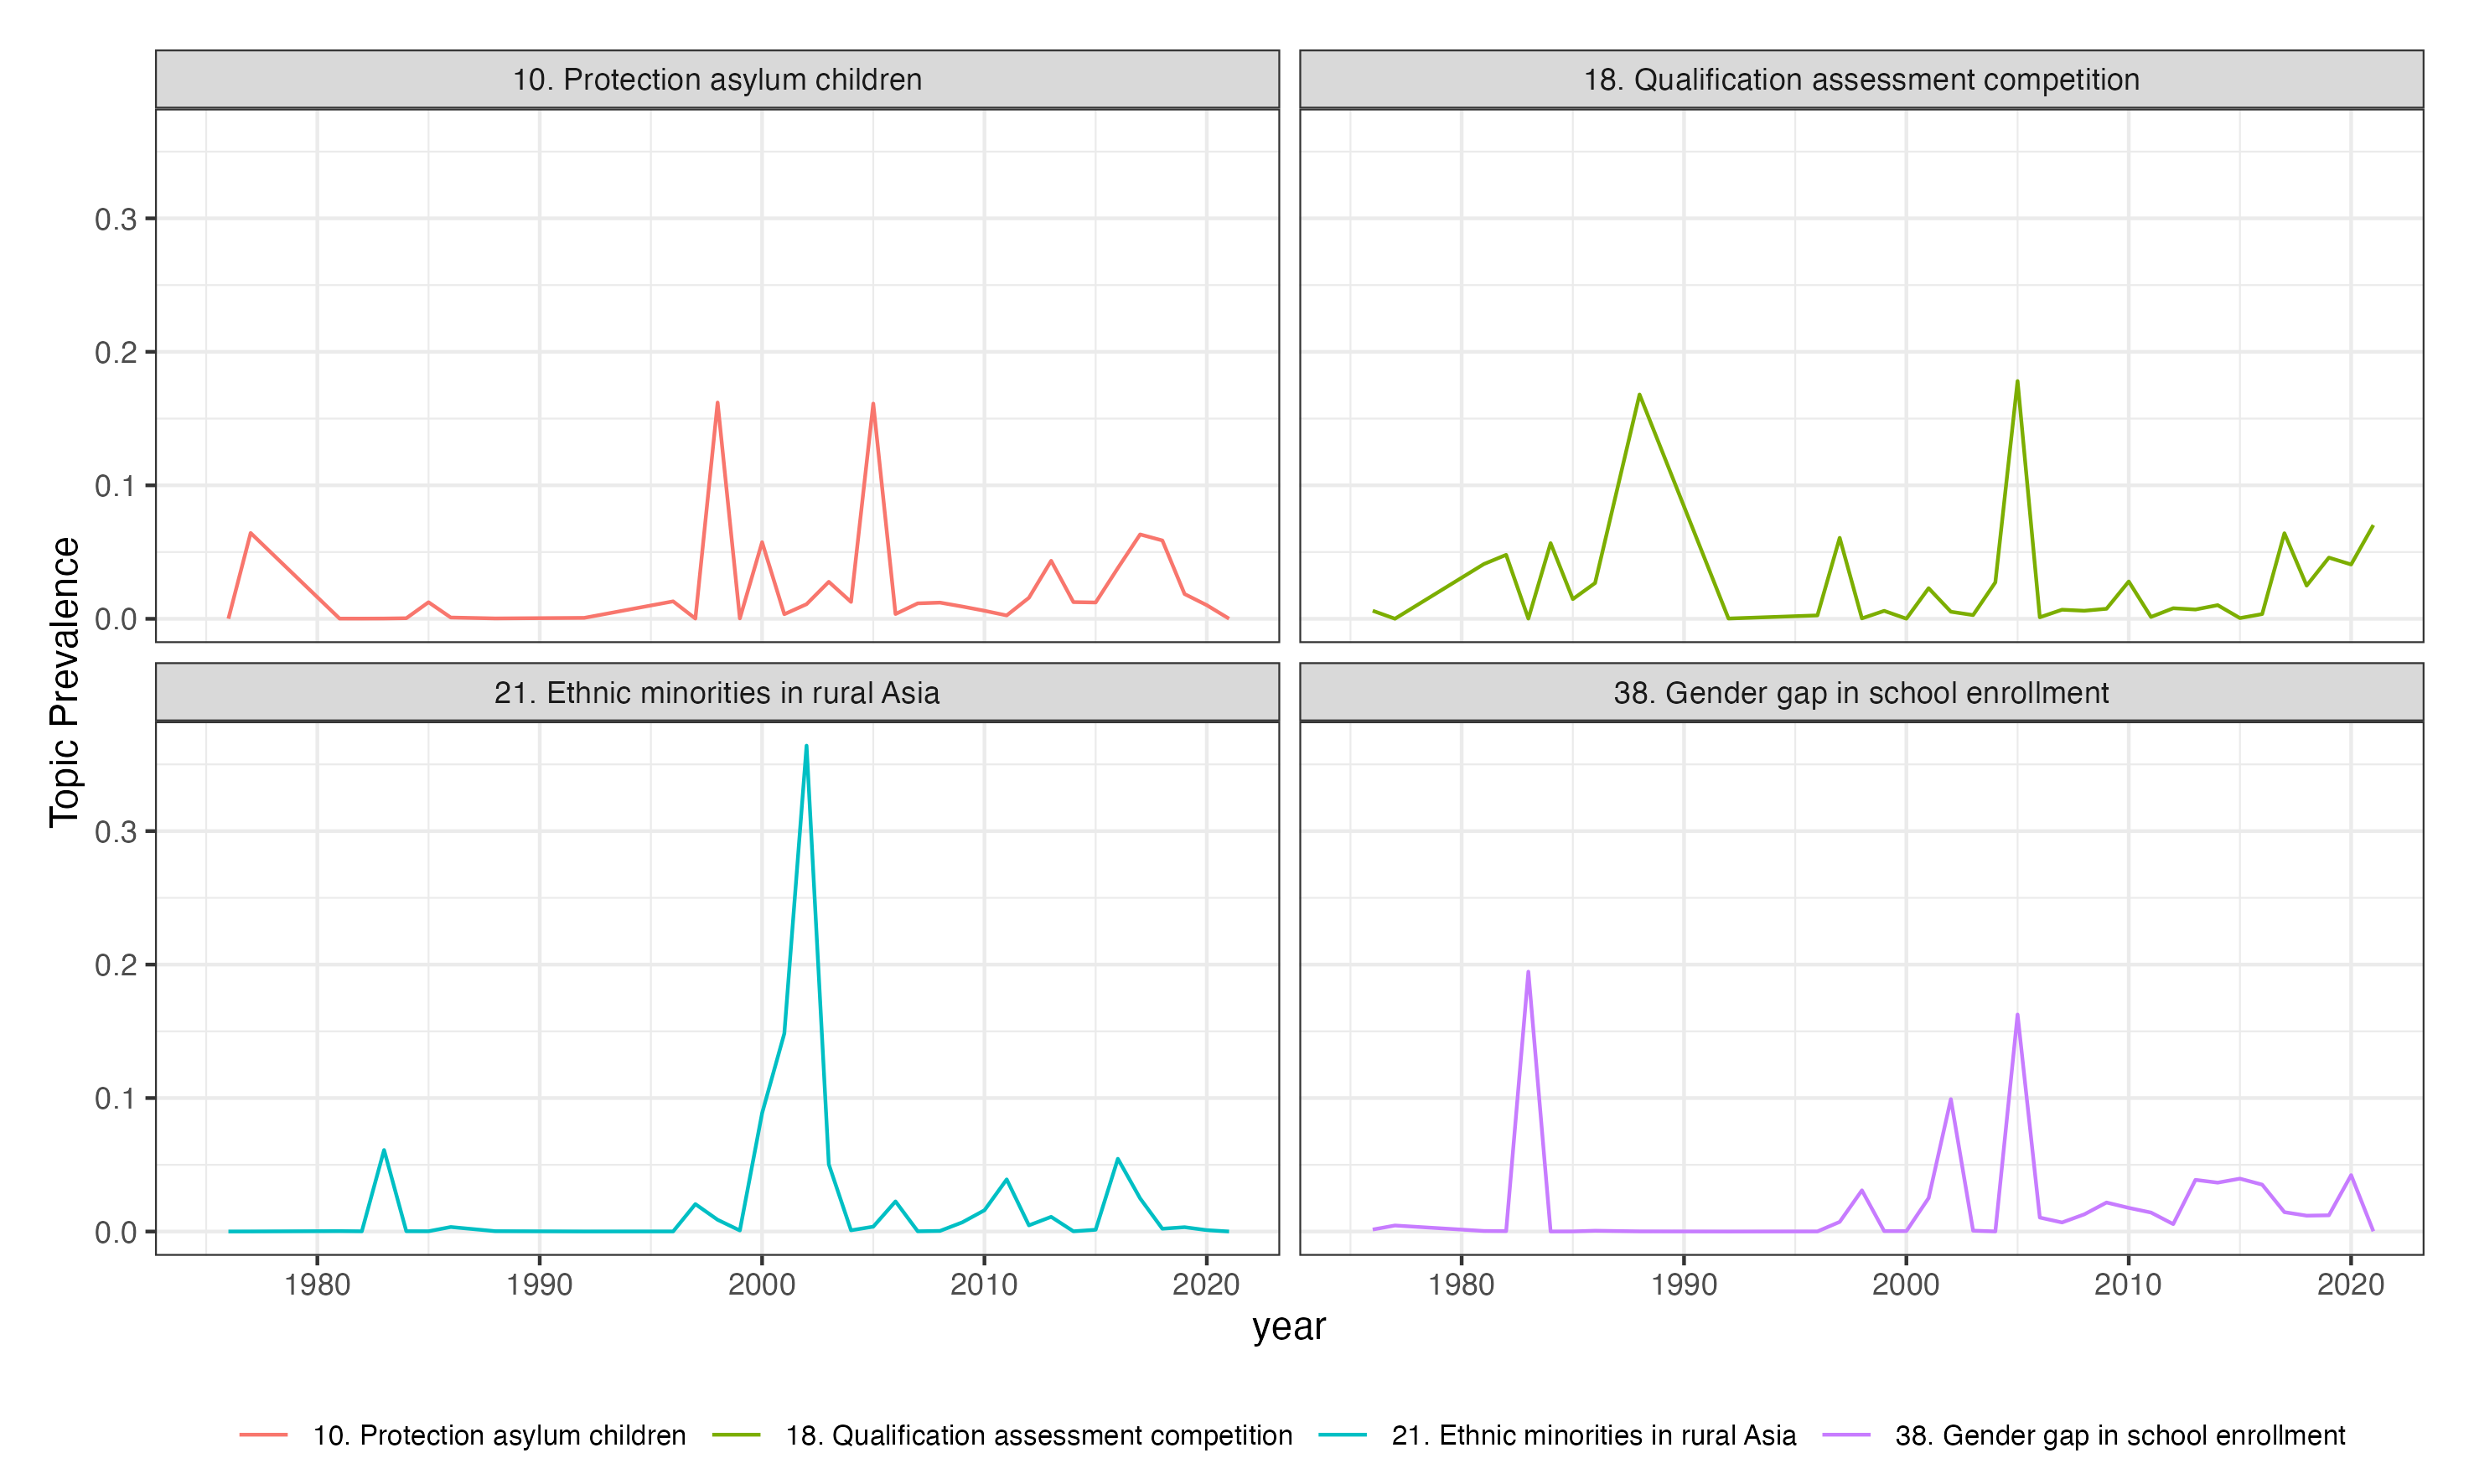 10. Protection asylum children
18. Qualification assessment competition
0.3
0.2
0.1
0.0
21. Ethnic minorities in rural Asia
38. Gender gap in school enrollment
0.3
0.2
0.1
0.0
Topic Prevalence
1980 1990 2000 2010 2020
1980 1990 2000 2010 2020
year
10. Protection asylum children 18. Qualification assessment competition 21. Ethnic minorities in rural Asia 38. Gender gap in school enrollment